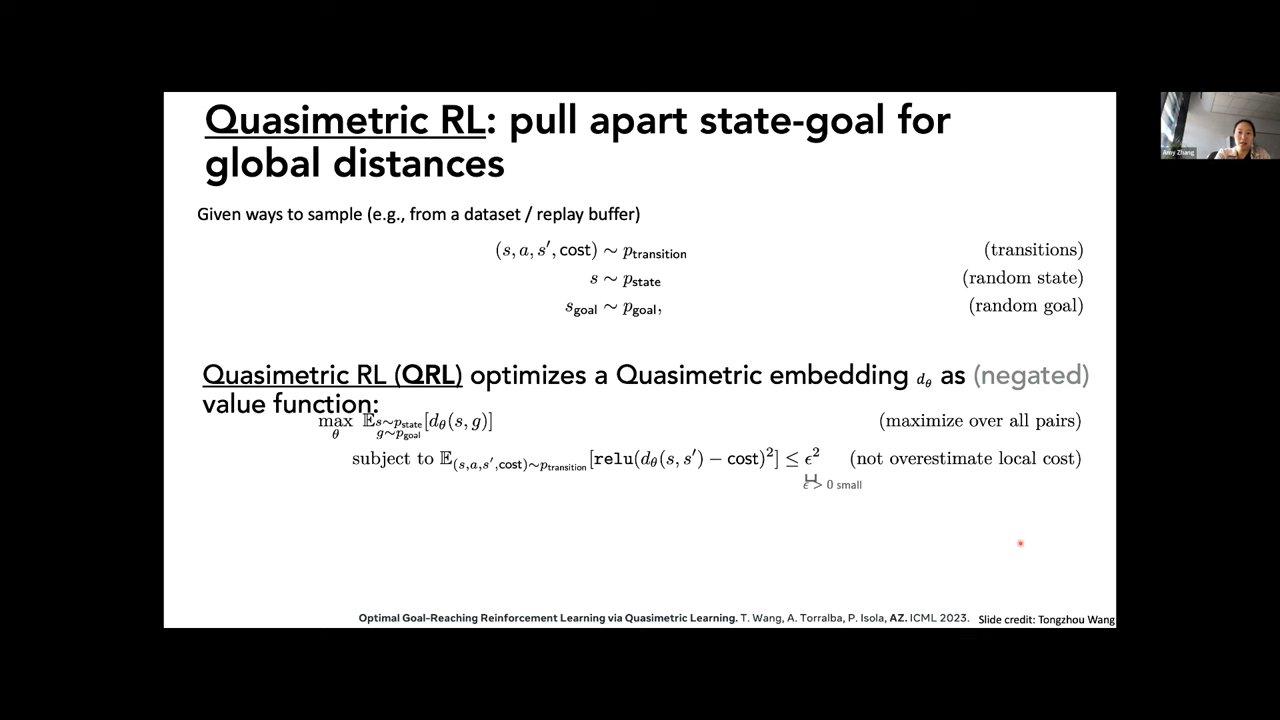 Quasimetric RL: pull apart state-goal for
global distances
Amy Zhang
Given ways to sample (e.g., from a dataset / replay buffer)
(s, a, s′, cost) ∼ p_transition (transitions)
s ∼ p_state (random state)
s_goal ∼ p_goal, (random goal)
Quasimetric RL (QRL) optimizes a Quasimetric embedding d_θ as (negated)
value function:
max_θ 𝔼_{s∼p_state, g∼p_goal}[d_θ(s, g)] (maximize over all pairs)
subject to 𝔼_{(s,a,s′,cost)∼p_transition}[relu(d_θ(s, s′) − cost)²] ≤ ϵ² (not overestimate local cost)
ϵ > 0 small
Optimal Goal-Reaching Reinforcement Learning via Quasimetric Learning. T. Wang, A. Torralba, P. Isola, AZ. ICML 2023. Slide credit: Tongzhou Wang